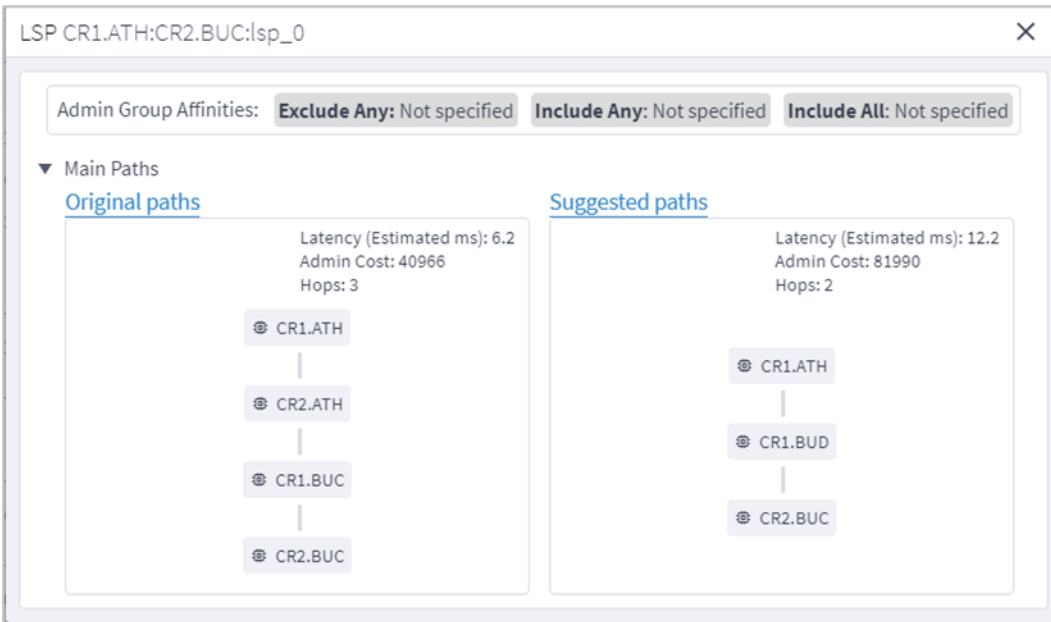 LSP CR1.ATH:CR2.BUC:lsp_0
Admin Group Affinities: Exclude Any: Not specified Include Any: Not specified Include All: Not specified
Main Paths
Original paths
Latency (Estimated ms): 6.2
Admin Cost: 40966
Hops: 3
CR1.ATH
CR2.ATH
CR1.BUC
CR2.BUC
Suggested paths
Latency (Estimated ms): 12.2
Admin Cost: 81990
Hops: 2
CR1.ATH
CR1.BUD
CR2.BUC